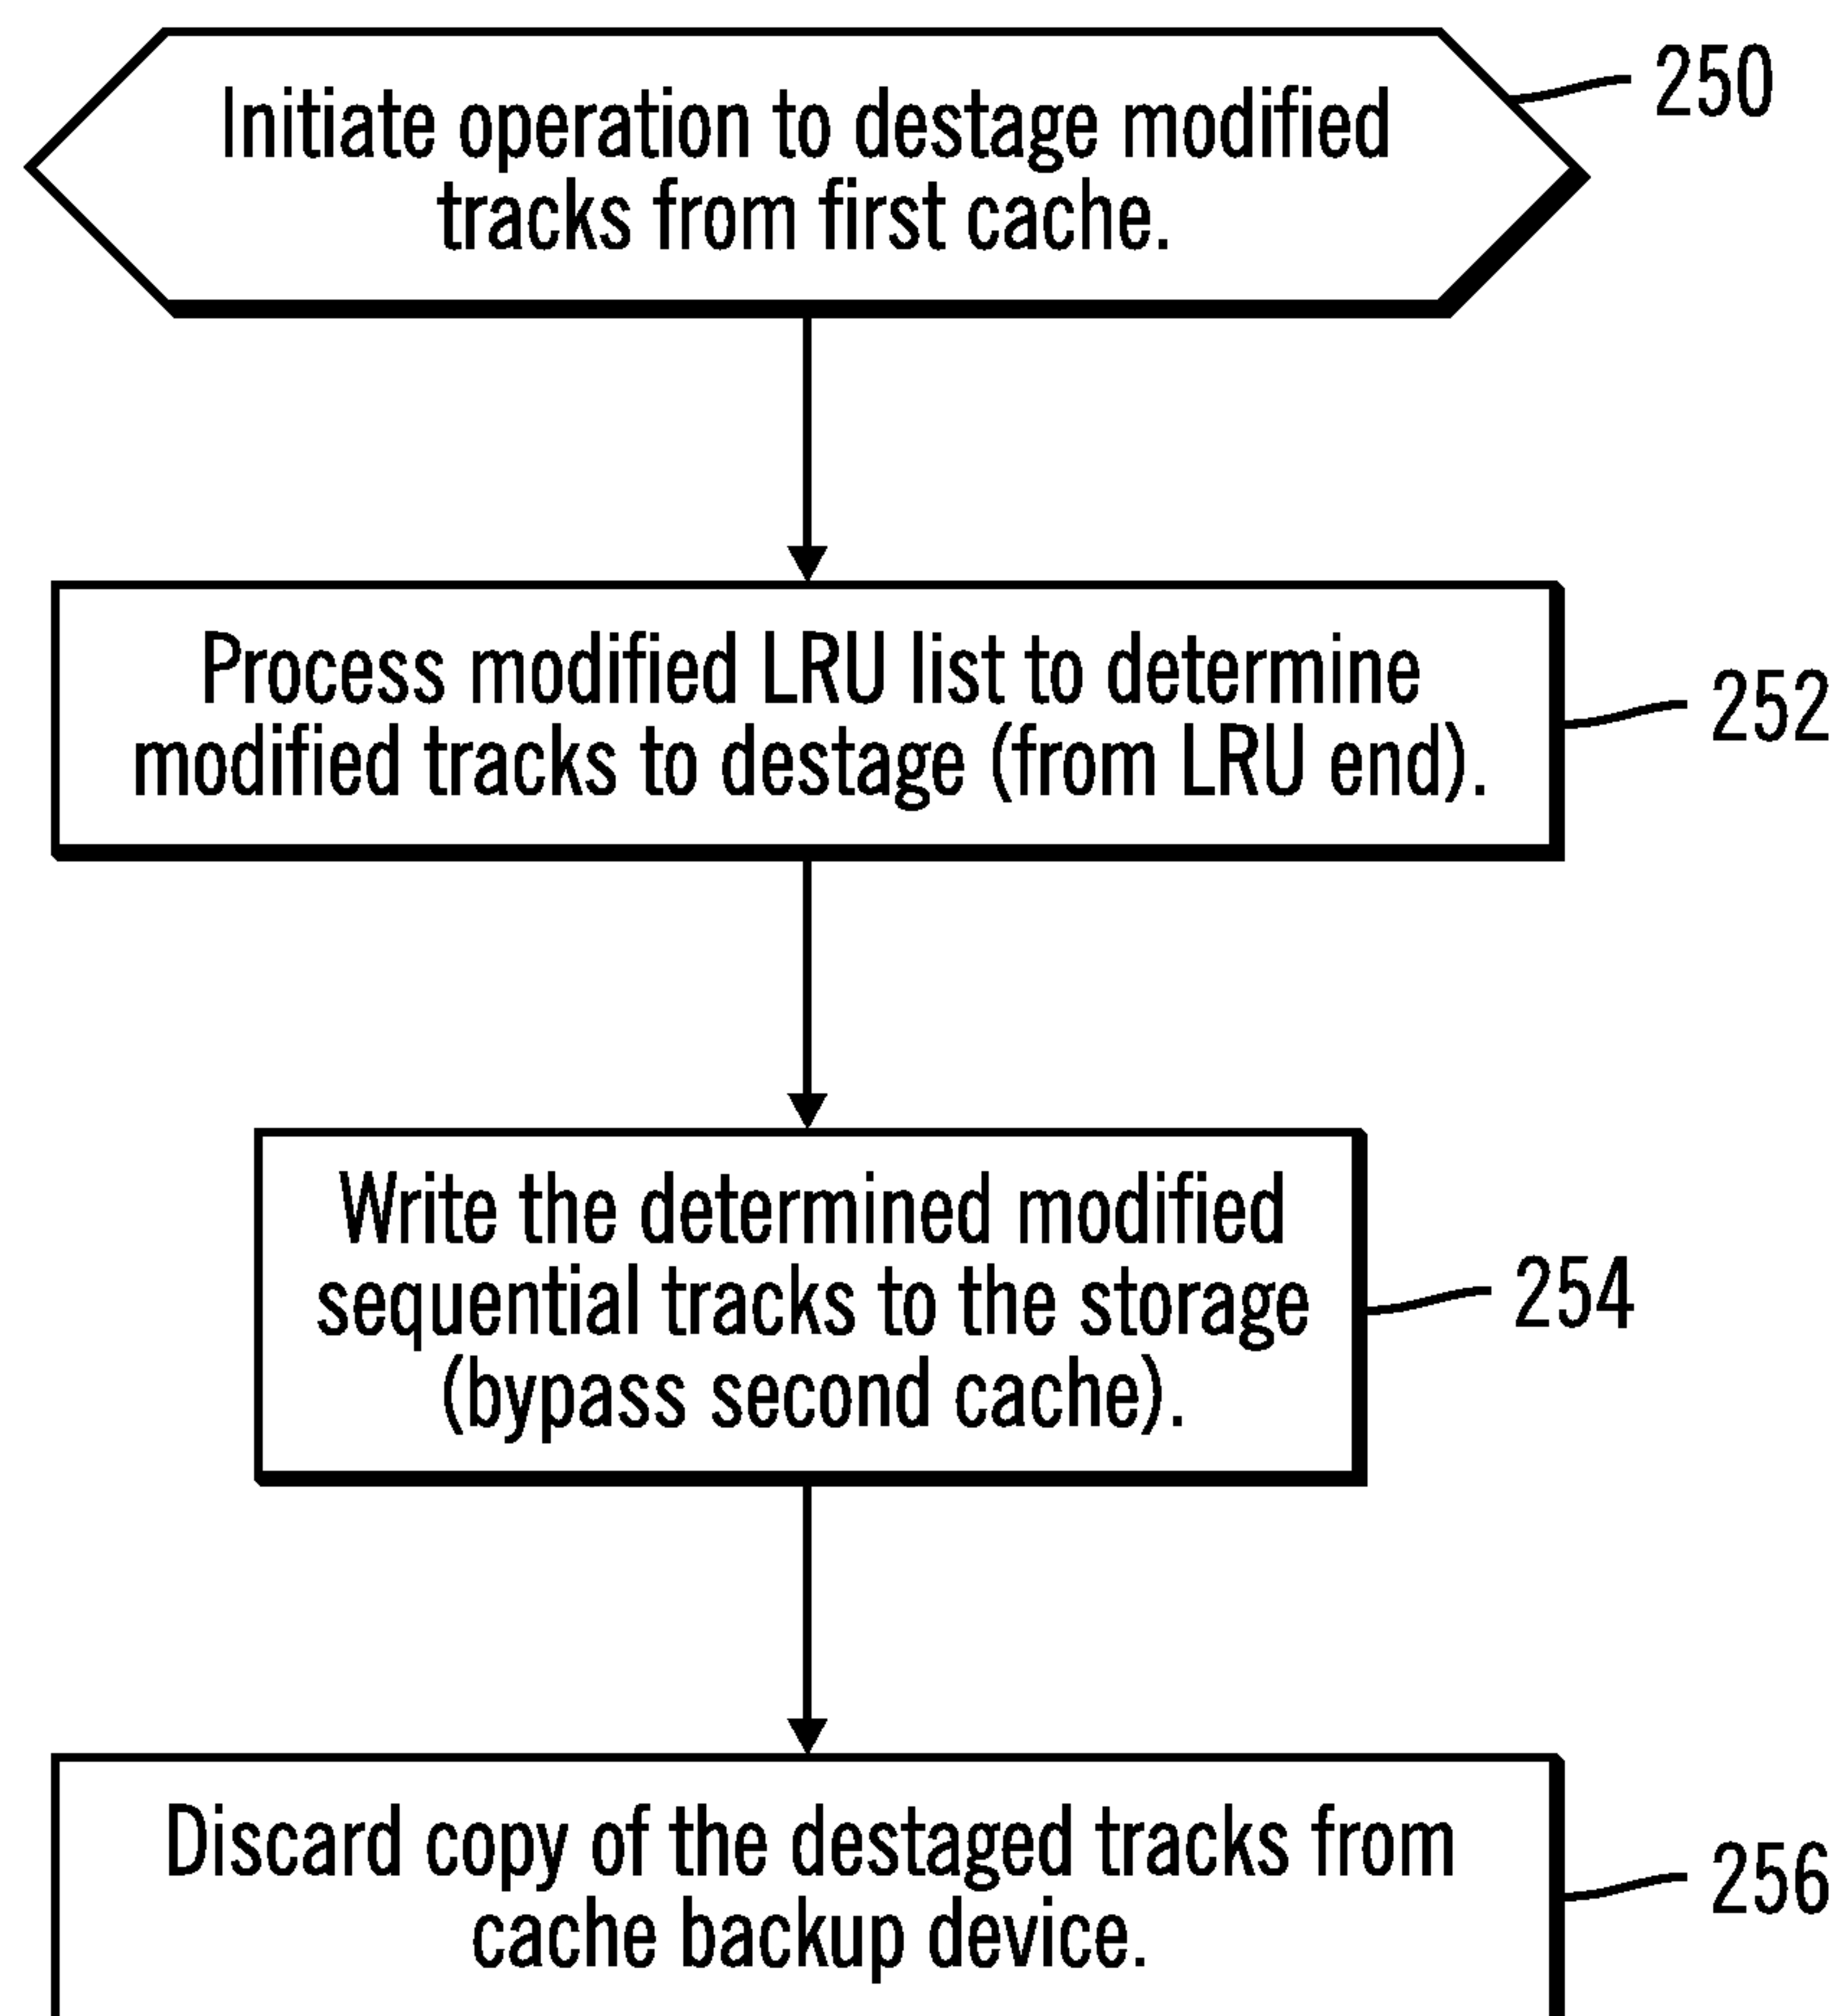 Initiate operation to destage modified
tracks from first cache.
250
Process modified LRU list to determine
modified tracks to destage (from LRU end).
252
Write the determined modified
sequential tracks to the storage
(bypass second cache).
254
Discard copy of the destaged tracks from
cache backup device.
256